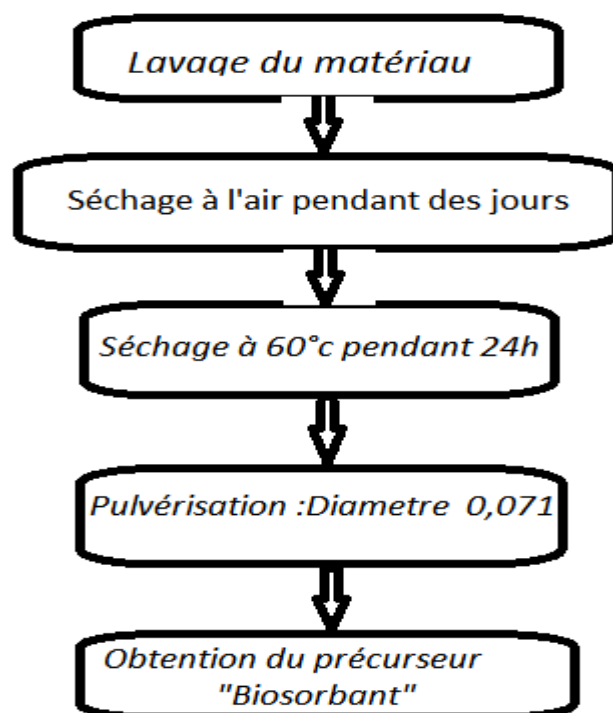 Lavage du matériau
Séchage à l'air pendant des jours
Séchage à 60°c pendant 24h
Pulvérisation :Diametre 0,071
Obtention du précurseur
"Biosorbant"